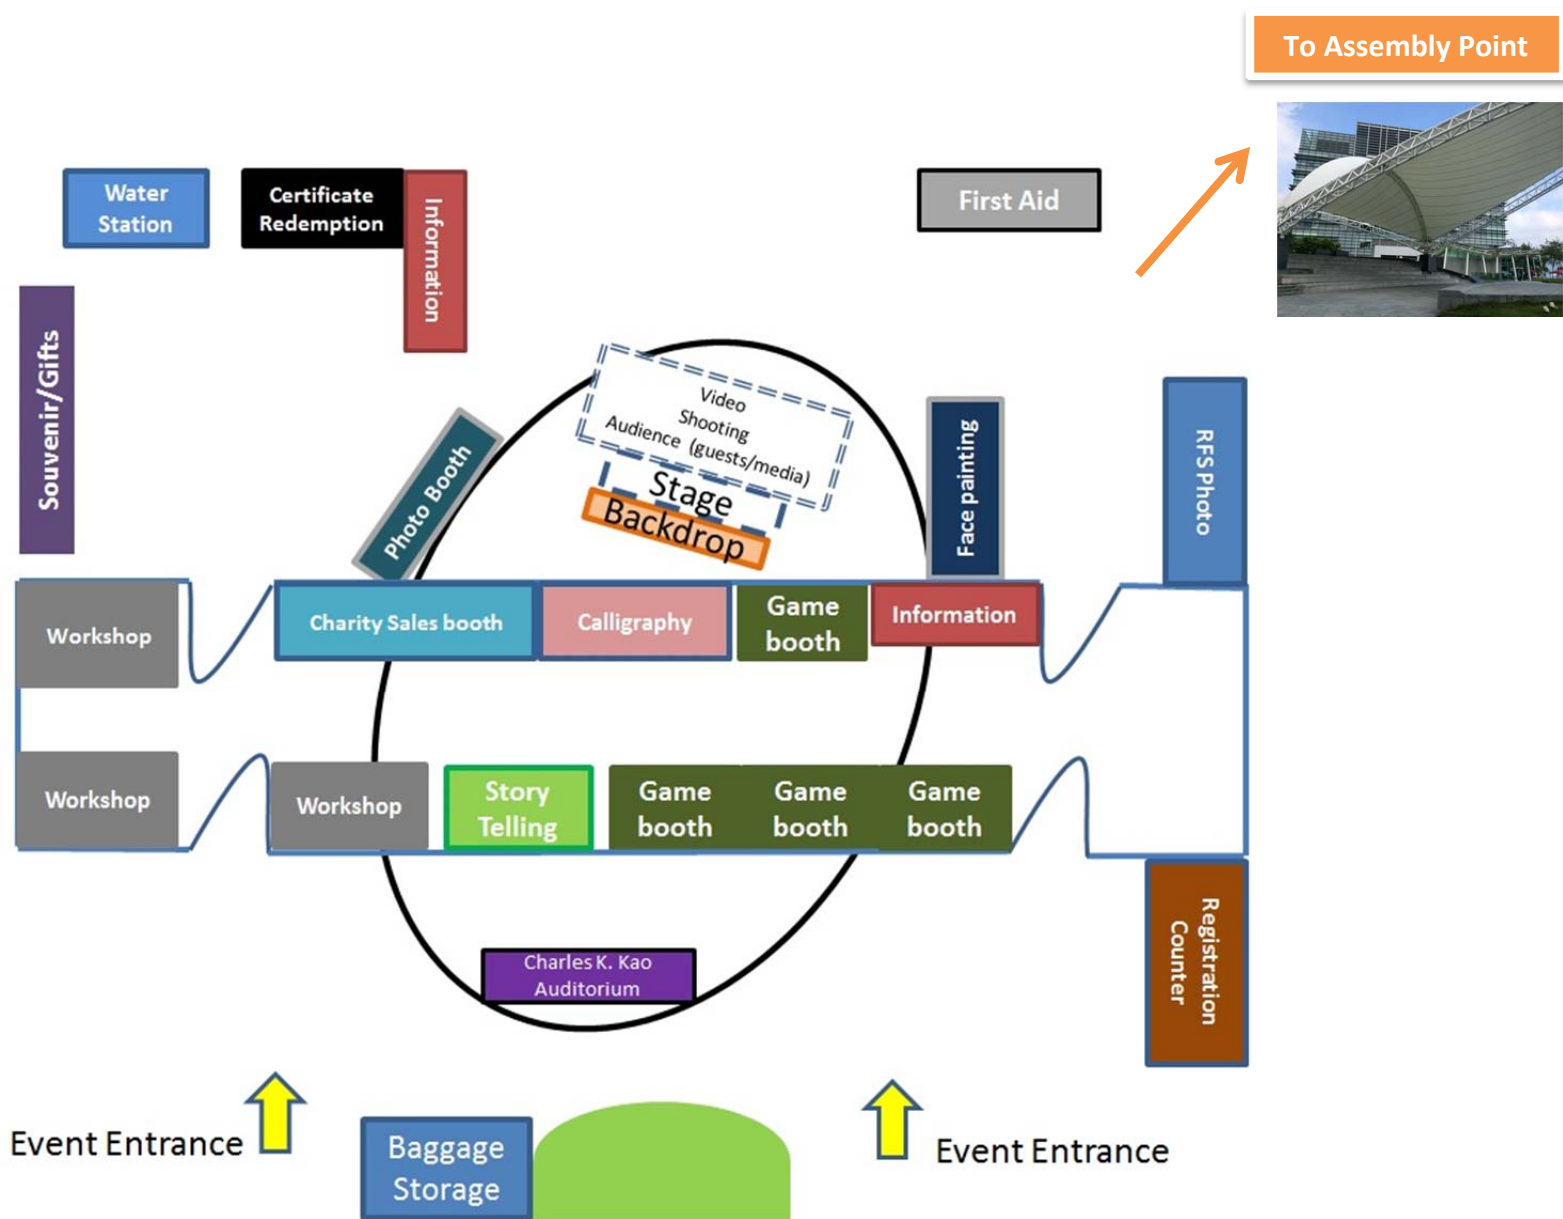 To Assembly Point
Water
Station
Certificate
Redemption
Information
First Aid
Souvenir/Gifts
Video
Shooting
Audience (guests/media)
Stage
Backdrop
Photo Booth
Face painting
RFS Photo
Workshop
Charity Sales booth
Calligraphy
Game
booth
Information
Workshop
Workshop
Story
Telling
Game
booth
Game
booth
Game
booth
Registration
Counter
Charles K. Kao
Auditorium
Event Entrance
Baggage
Storage
Event Entrance